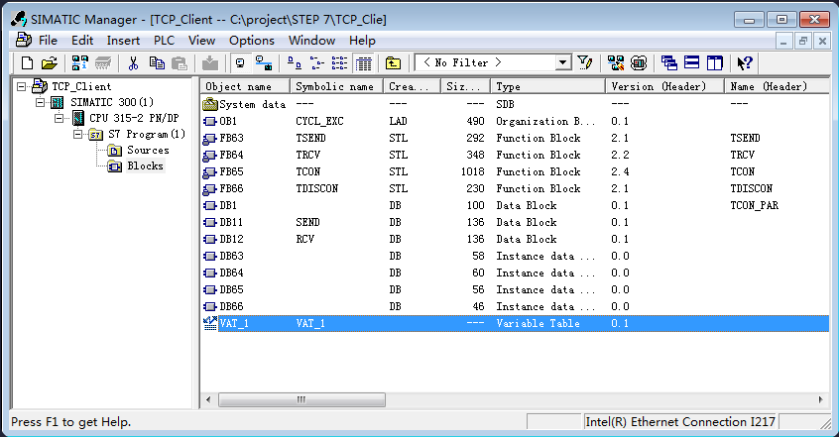 SIMATIC Manager - [TCP_Client -- C:\project\STEP 7\TCP_Clie]
File Edit Insert PLC View Options Window Help
< No Filter >
TCP_Client
SIMATIC 300(1)
CPU 315-2 PN/DP
S7 Program(1)
Sources
Blocks
Object name Symbolic name Crea... Siz... Type Version (Header) Name (Header)
System data --- --- --- SDB --- ---
OB1 CYCL_EXC LAD 490 Organization B... 0.1
FB63 TSEND STL 292 Function Block 2.1 TSEND
FB64 TRCV STL 348 Function Block 2.2 TRCV
FB65 TCON STL 1018 Function Block 2.4 TCON
FB66 TDISCON STL 230 Function Block 2.1 TDISCON
DB1 DB 100 Data Block 0.1 TCON_PAR
DB11 SEND DB 136 Data Block 0.1
DB12 RCV DB 136 Data Block 0.1
DB63 DB 58 Instance data ... 0.0
DB64 DB 60 Instance data ... 0.0
DB65 DB 56 Instance data ... 0.0
DB66 DB 46 Instance data ... 0.0
VAT_1 VAT_1 --- Variable Table 0.1
Press F1 to get Help.
Intel(R) Ethernet Connection I217